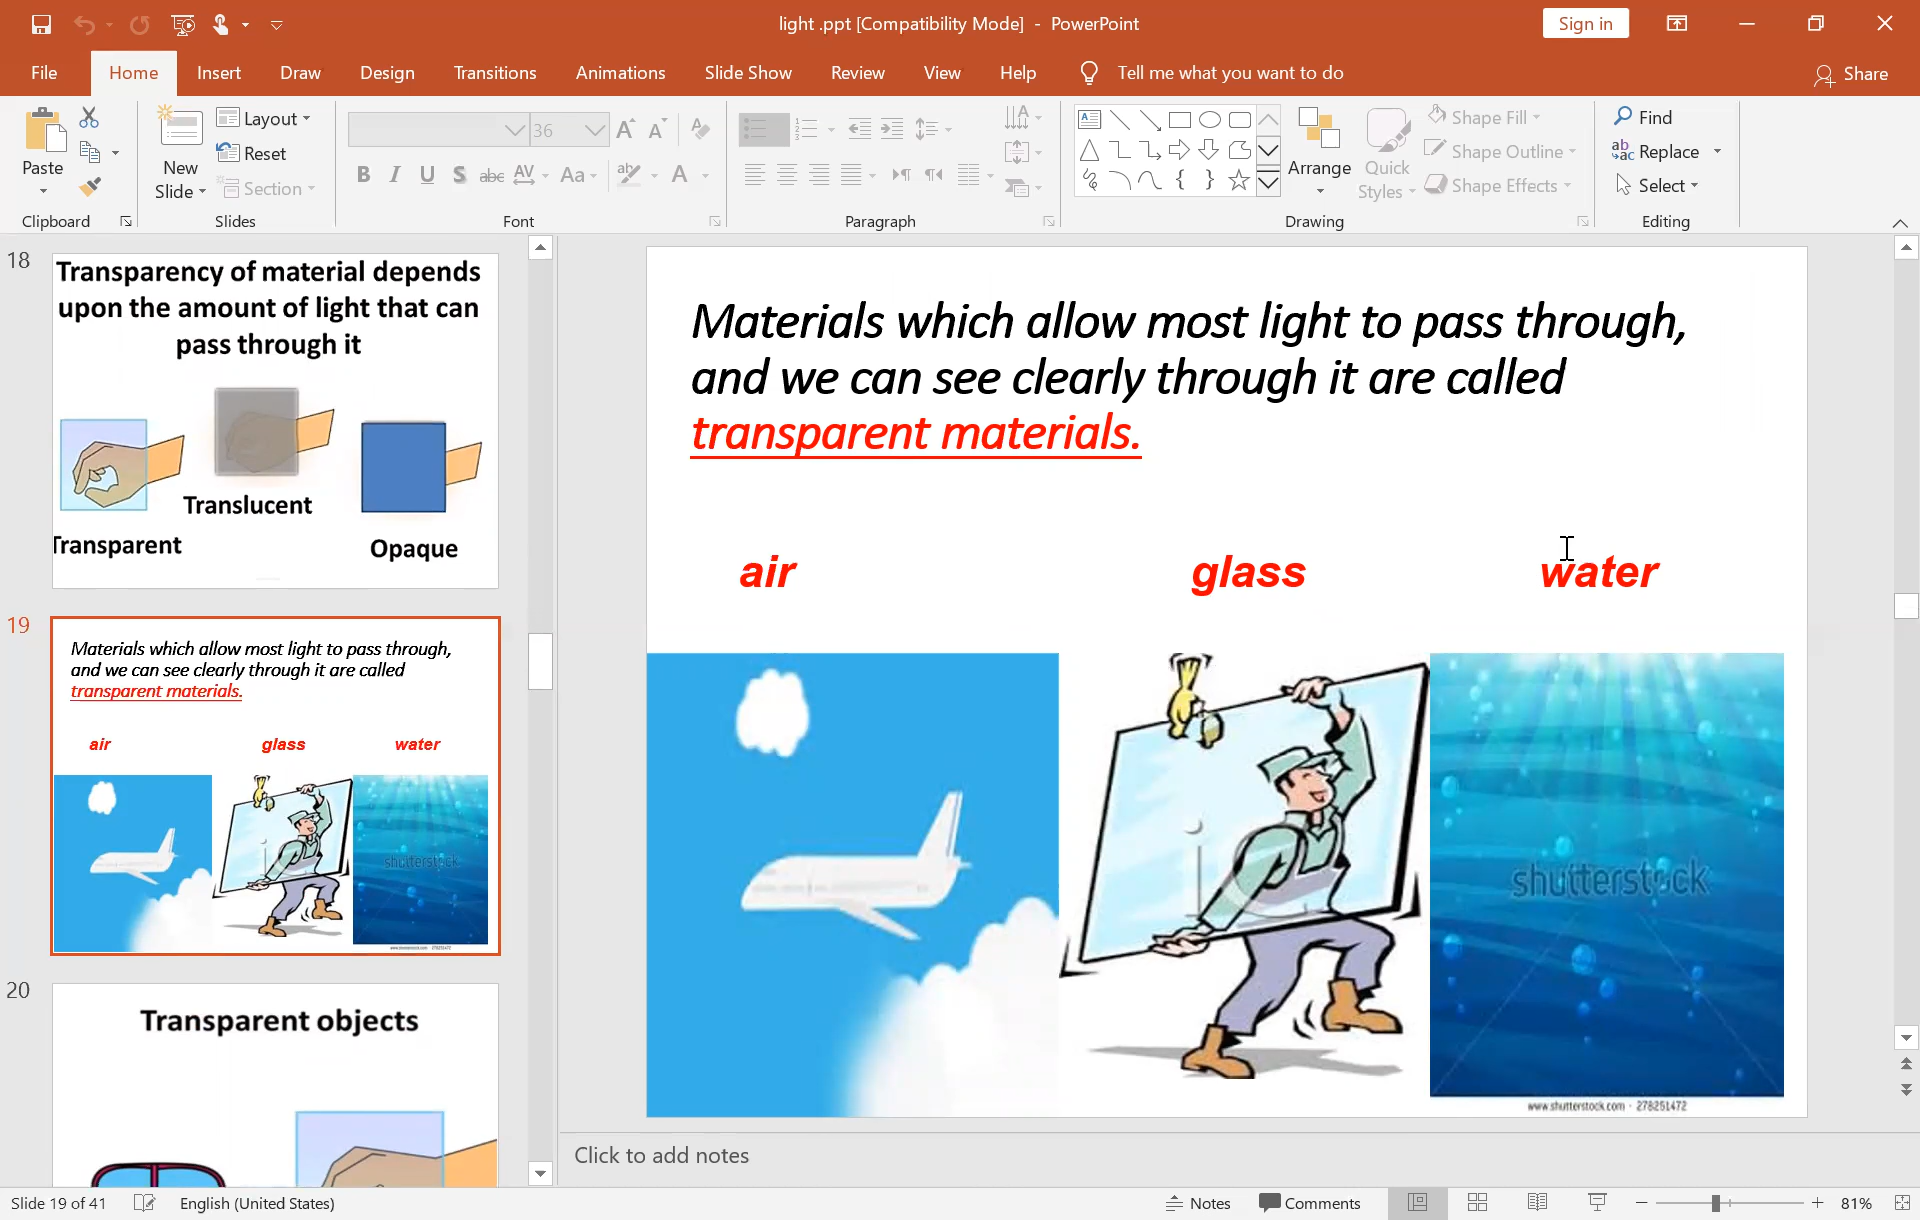 light .ppt [Compatibility Mode] - PowerPoint
Sign in
File Home Insert Draw Design Transitions Animations Slide Show Review View Help Tell me what you want to do Share
Paste
Clipboard
New Slide
Layout
Reset
Section
Slides
36
B I U S abc AV Aa A
Font
Paragraph
Arrange
Quick Styles
Shape Fill
Shape Outline
Shape Effects
Drawing
Find
Replace
Select
Editing
18
Transparency of material depends
upon the amount of light that can
pass through it
Translucent
Transparent
Opaque
19
Materials which allow most light to pass through,
and we can see clearly through it are called
transparent materials.
air glass water
shutterstock
20
Transparent objects
Materials which allow most light to pass through,
and we can see clearly through it are called
transparent materials.
air glass water
shutterstock
www.shutterstock.com · 278251472
Click to add notes
Slide 19 of 41 English (United States) Notes Comments 81%